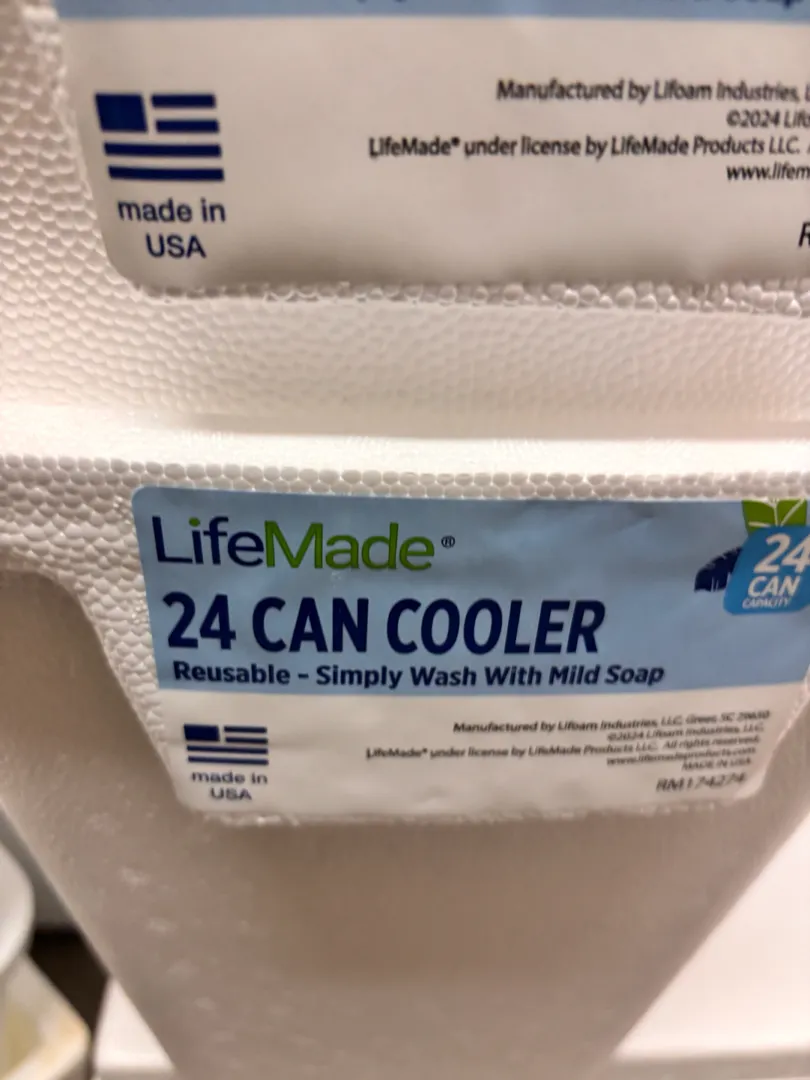 Manufactured by Lifoam Industries,
©2024
LifeMade® under license by LifeMade Products LLC.
made in
USA
LifeMade®
24 CAN COOLER
Reusable - Simply Wash With Mild Soap
24
CAN
CAPACITY
made in
USA
Manufactured by Lifoam Industries, LLC, Greer, SC 29650
©2024 Lifoam Industries, LLC.
LifeMade® under license by LifeMade Products LLC. All rights reserved.
www.lifemadeproducts.com
MADE IN USA
RM174274